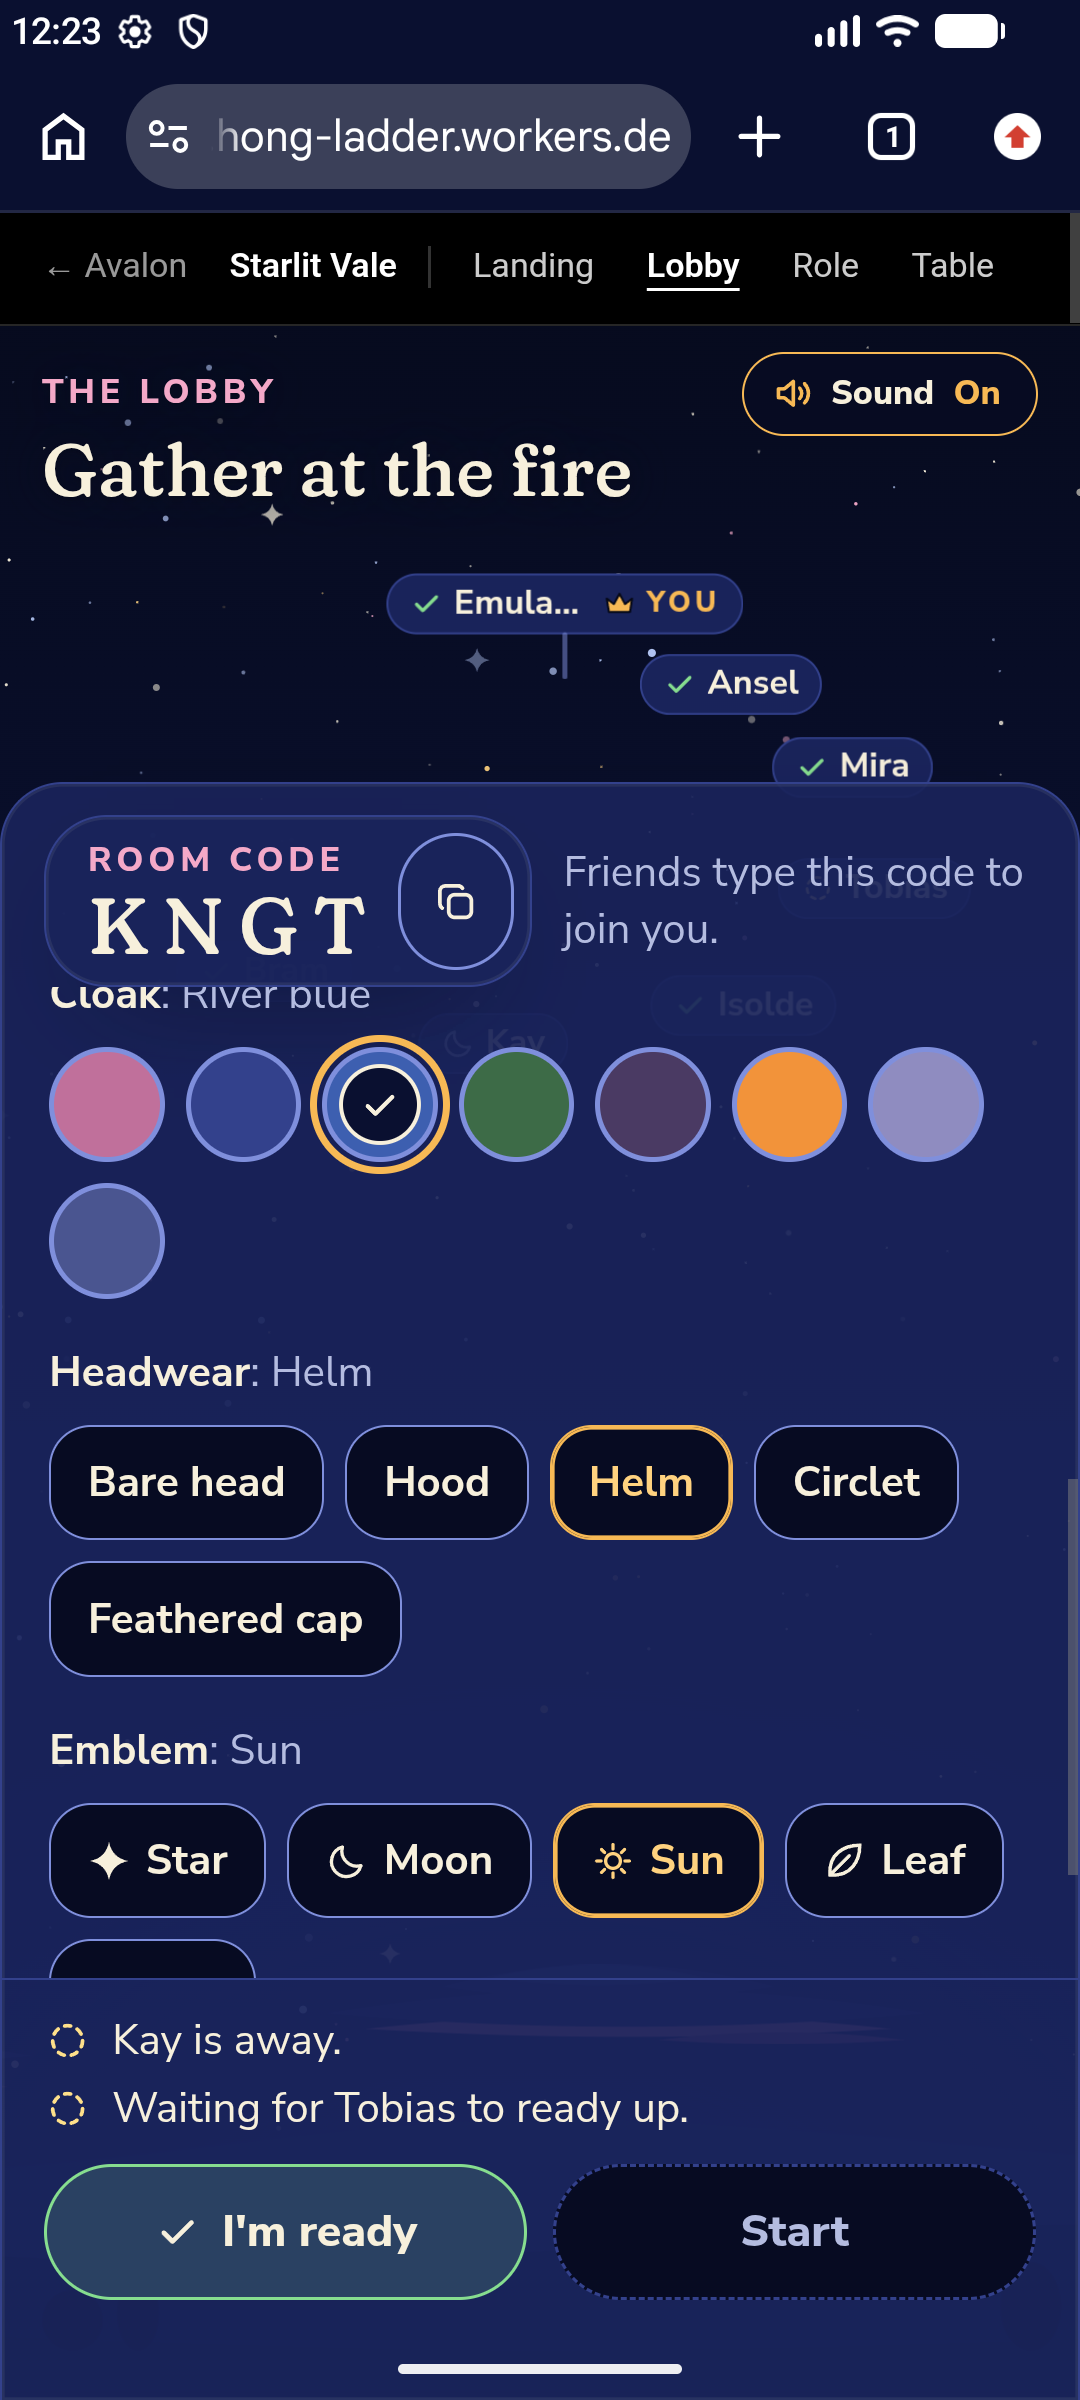 12:23
hong-ladder.workers.de
1
← Avalon Starlit Vale Landing Lobby Role Table
THE LOBBY
Sound On
Gather at the fire
Emula... YOU
Ansel
Mira
ROOM CODE
KNGT
Friends type this code to
join you.
Tobias
Isolde
Cloak: River blue
Kay
Headwear: Helm
Bare head
Hood
Helm
Circlet
Feathered cap
Emblem: Sun
Star
Moon
Sun
Leaf
Kay is away.
Waiting for Tobias to ready up.
I'm ready
Start